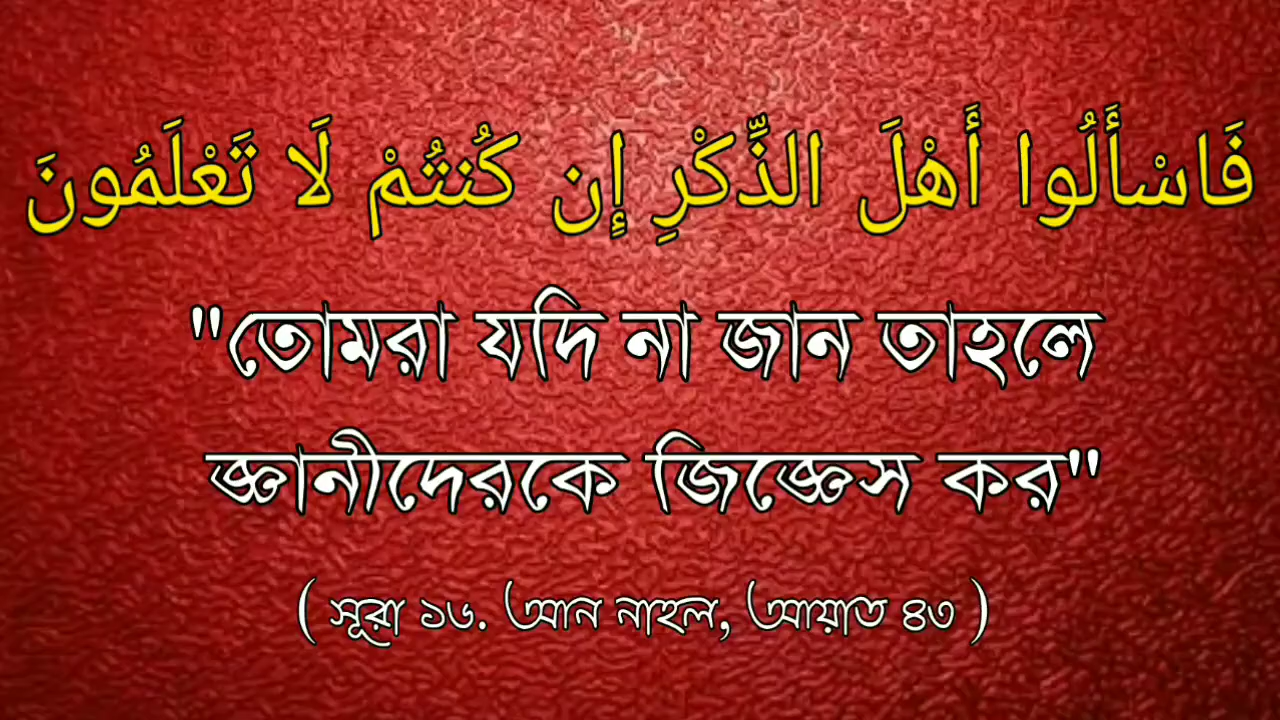 فَاسْأَلُوا أَهْلَ الذِّكْرِ إِن كُنتُمْ لَا تَعْلَمُونَ
"তোমরা যদি না জান তাহলে
জ্ঞানীদেরকে জিজ্ঞেস কর"
( সূরা ১৬. আন নাহল, আয়াত ৪৩ )